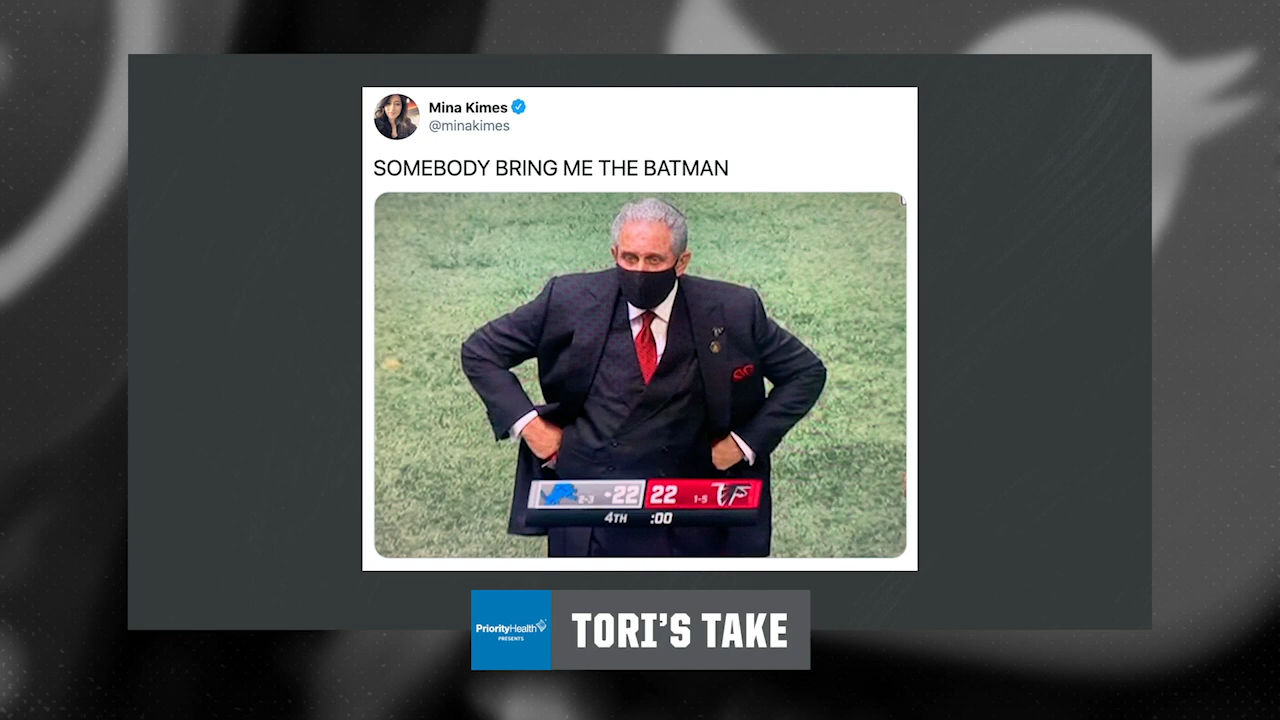 Mina Kimes
@minakimes
SOMEBODY BRING ME THE BATMAN
2-3 22 22 1-5
4TH :00
PriorityHealth
PRESENTS
TORI'S TAKE